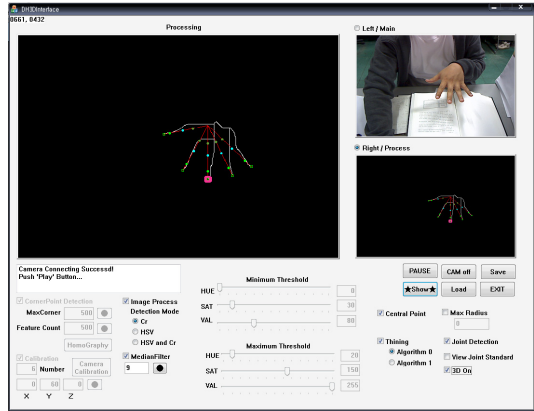 DH3DInterface
0661, 0432
Processing
Left / Main
Right / Process
Camera Connecting Successd!
Push 'Play' Button...
PAUSE CAM off Save
★Show★ Load EXIT
CornerPoint Detection
MaxCorner 500
Feature Count 500
HomoGraphy
Calibration
6 Number Camera Calibration
0 60 0
X Y Z
Image Process
Detection Mode
Cr
HSV
HSV and Cr
MedianFilter
9
Minimum Threshold
HUE 0
SAT 30
VAL 80
Maximum Threshold
HUE 20
SAT 150
VAL 255
Central Point
Max Radius
0
Thining
Algorithm 0
Algorithm 1
Joint Detection
View Joint Standard
3D On